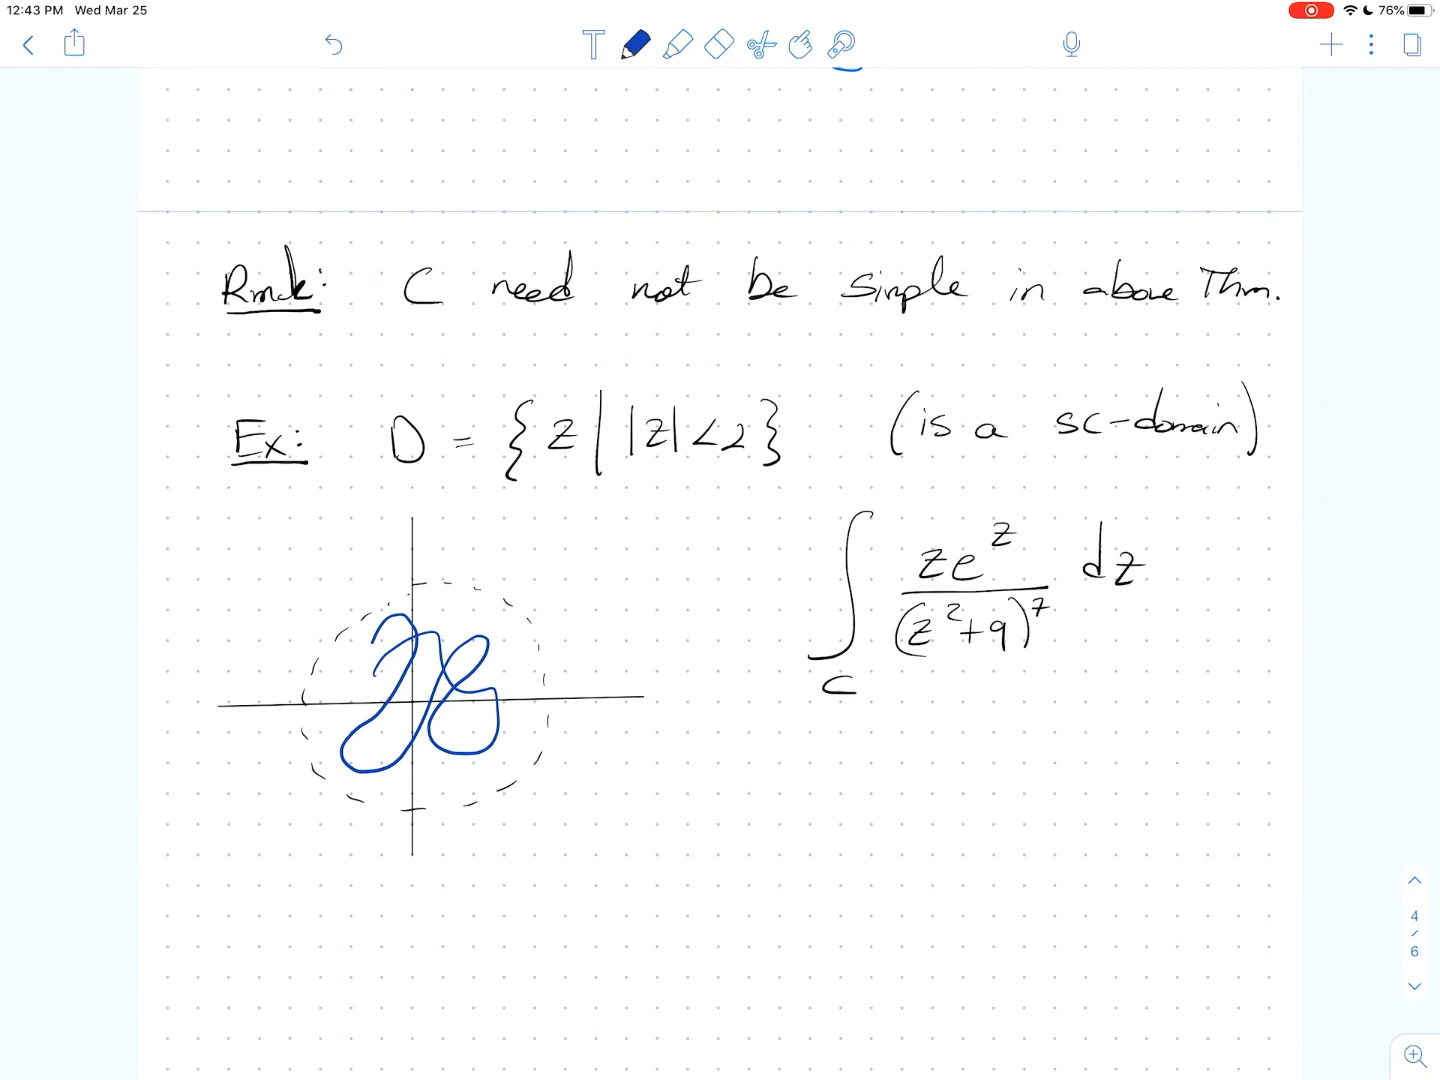 12:43 PM Wed Mar 25
76%
T
Rmk: C need not be simple in above Thm.
Ex: D = {z | |z| < 2} (is a sc-domain)
∫_C ze^z / (z^2+9)^7 dz
4
/
6